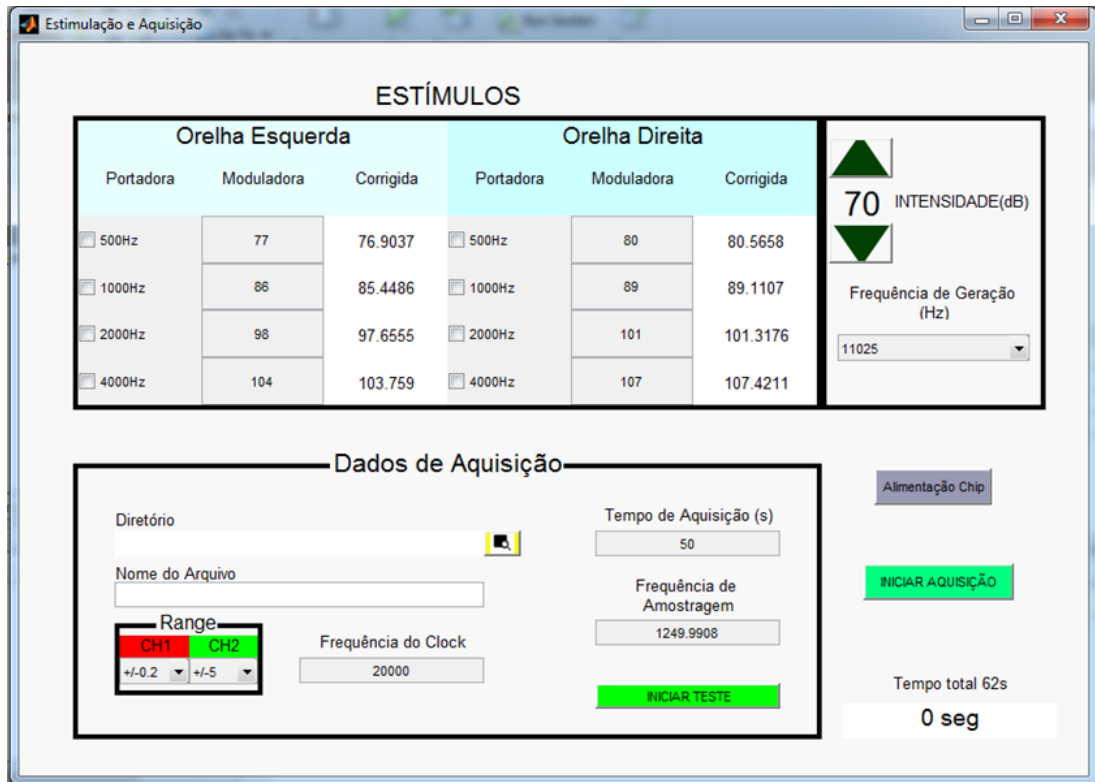 Estimulação e Aquisição
ESTÍMULOS
Orelha Esquerda
Orelha Direita
Portadora Moduladora Corrigida Portadora Moduladora Corrigida
500Hz 77 76.9037 500Hz 80 80.5658
1000Hz 86 85.4486 1000Hz 89 89.1107
2000Hz 98 97.6555 2000Hz 101 101.3176
4000Hz 104 103.759 4000Hz 107 107.4211
70 INTENSIDADE(dB)
Frequência de Geração
(Hz)
11025
Dados de Aquisição
Diretório
Nome do Arquivo
Range
CH1 CH2
+/-0.2 +/-5
Frequência do Clock
20000
Tempo de Aquisição (s)
50
Frequência de
Amostragem
1249.9908
INICIAR TESTE
Alimentação Chip
INICIAR AQUISIÇÃO
Tempo total 62s
0 seg